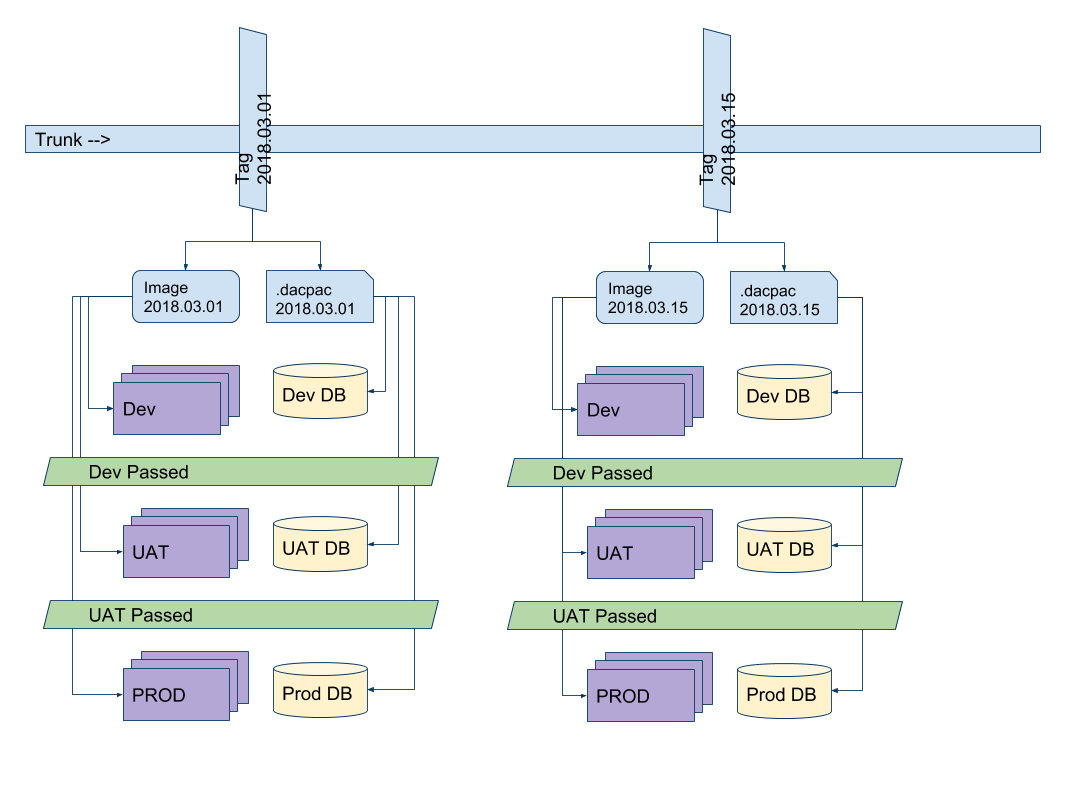 Trunk -->
Tag
2018.03.01
Tag
2018.03.15
Image
2018.03.01
.dacpac
2018.03.01
Image
2018.03.15
.dacpac
2018.03.15
Dev
Dev DB
Dev
Dev DB
Dev Passed
Dev Passed
UAT
UAT DB
UAT
UAT DB
UAT Passed
UAT Passed
PROD
Prod DB
PROD
Prod DB